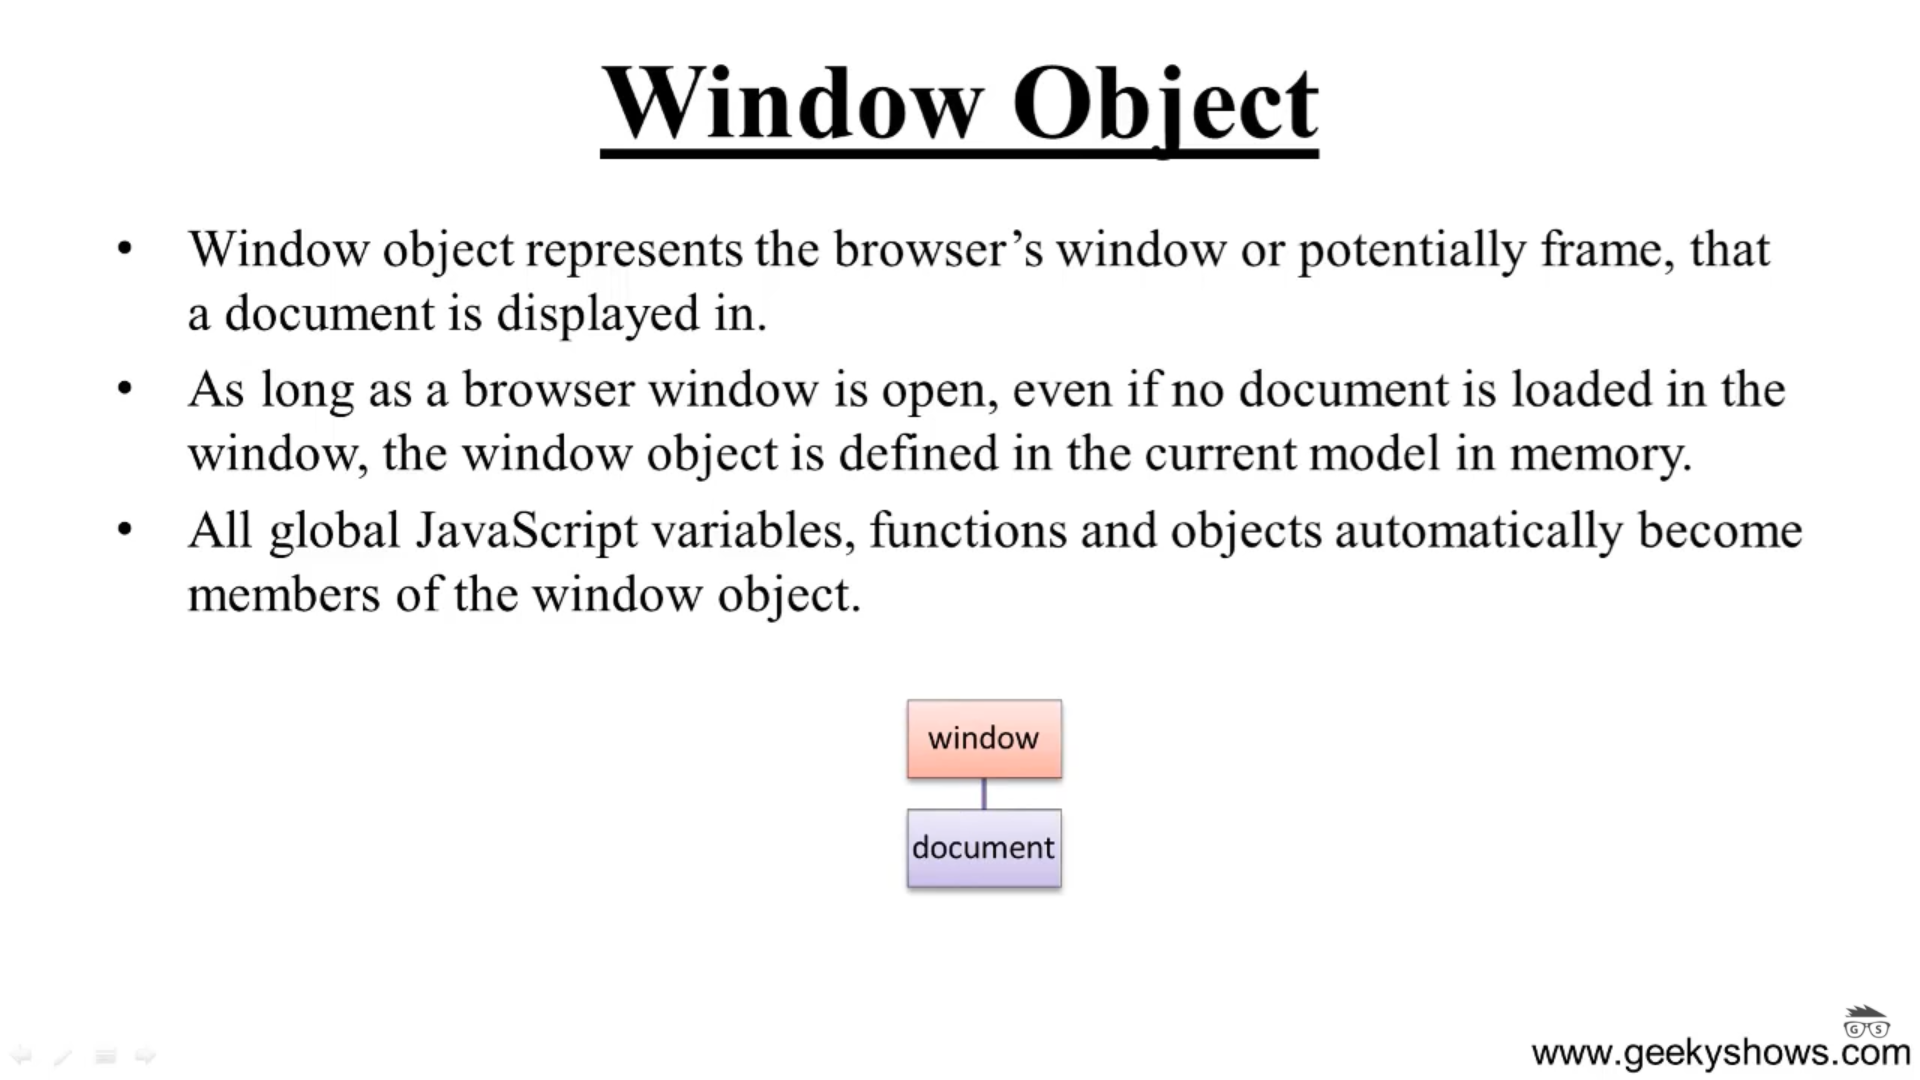 Window Object
• Window object represents the browser’s window or potentially frame, that
a document is displayed in.
• As long as a browser window is open, even if no document is loaded in the
window, the window object is defined in the current model in memory.
• All global JavaScript variables, functions and objects automatically become
members of the window object.
window
document
G S
www.geekyshows.com